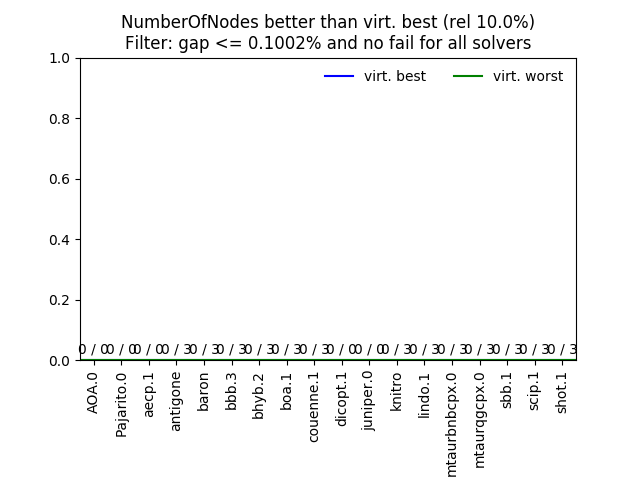 NumberOfNodes better than virt. best (rel 10.0%)
Filter: gap <= 0.1002% and no fail for all solvers
virt. best virt. worst
1.0
0.8
0.6
0.4
0.2
0.0
0 / 0 0 / 0 0 / 0 0 / 3 0 / 3 0 / 3 0 / 3 0 / 3 0 / 3 0 / 0 0 / 0 0 / 3 0 / 3 0 / 3 0 / 3 0 / 3 0 / 3 0 / 3
AOA.0
Pajarito.0
aecp.1
antigone
baron
bbb.3
bhyb.2
boa.1
couenne.1
dicopt.1
juniper.0
knitro
lindo.1
mtaurbnbcpx.0
mtaurqgcpx.0
sbb.1
scip.1
shot.1